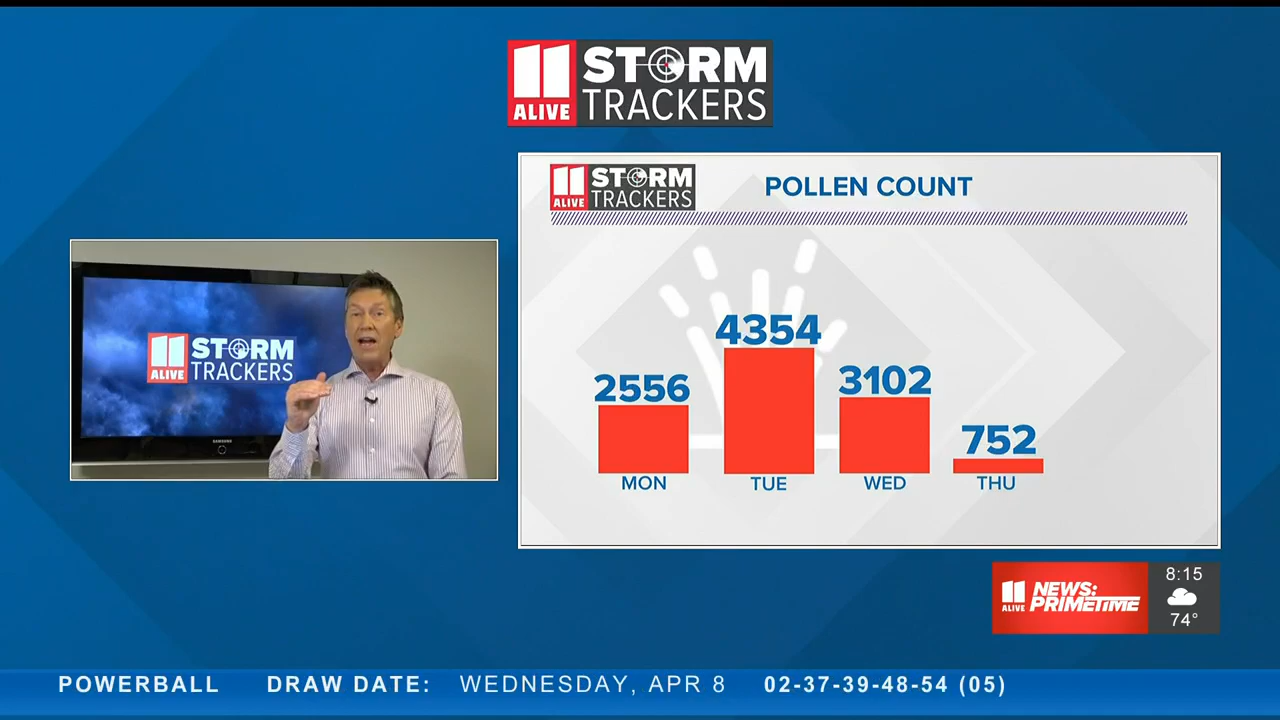 11 ALIVE STORM TRACKERS
11 ALIVE STORM TRACKERS
POLLEN COUNT
11 ALIVE STORM TRACKERS
SAMSUNG
2556
4354
3102
752
MON
TUE
WED
THU
11 ALIVE NEWS: PRIMETIME
8:15
74°
POWERBALL DRAW DATE: WEDNESDAY, APR 8 02-37-39-48-54 (05)